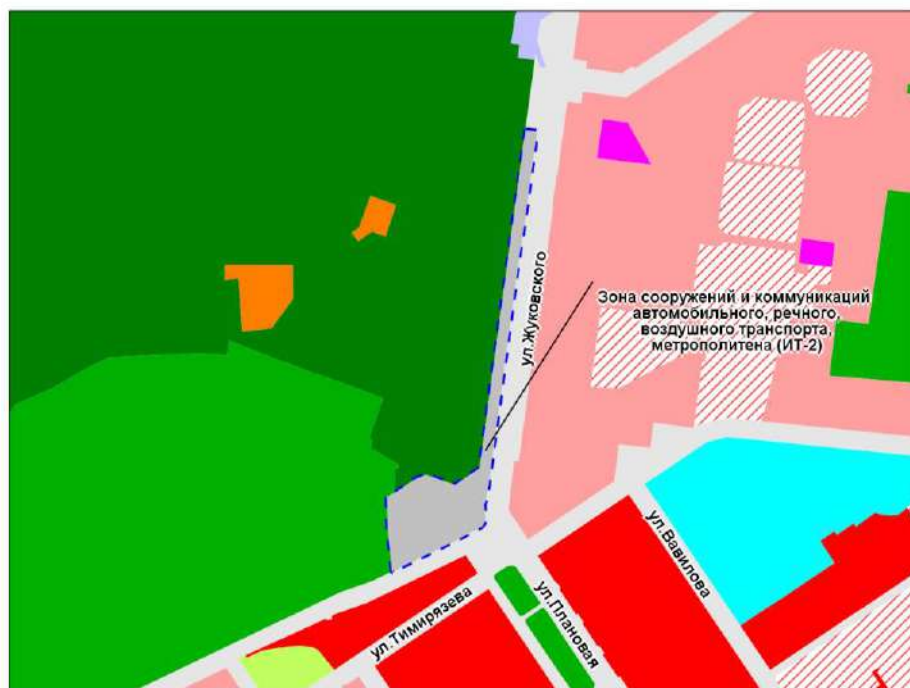 ул.Жуковского
Зона сооружений и коммуникаций
автомобильного, речного,
воздушного транспорта,
метрополитена (ИТ-2)
ул.Вавилова
ул.Плановая
ул.Тимирязева